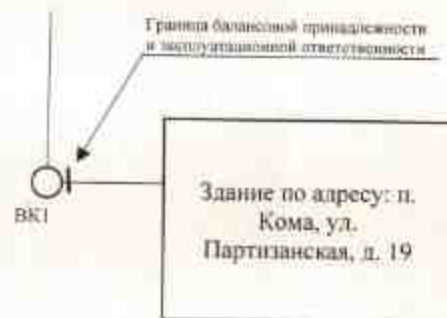 Граница балансовой принадлежности
и эксплуатационной ответственности
ВК1
Здание по адресу: п.
Кома, ул.
Партизанская, д. 19